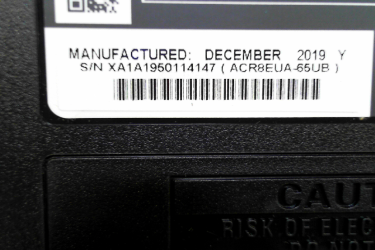 MANUFACTURED: DECEMBER 2019 Y
S/N XA1A1950114147 ( ACR8EUA-65UB )
CAUT
RISK OF ELEC